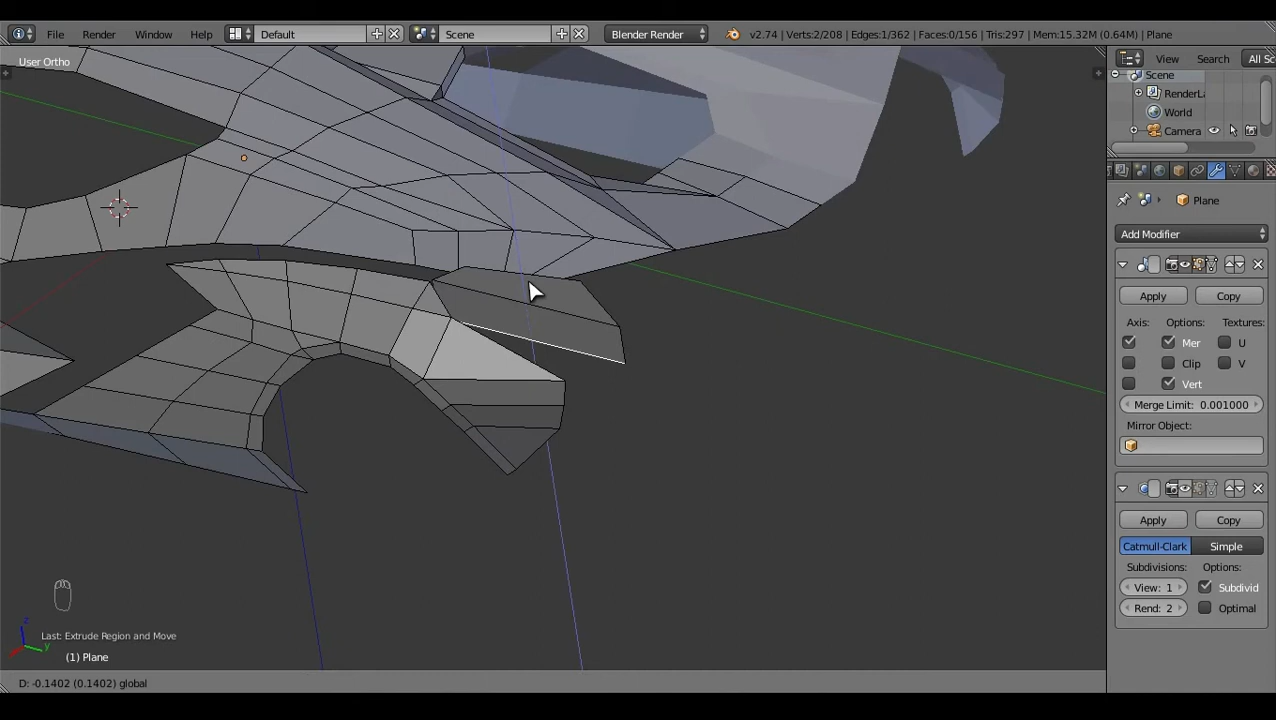 File Render Window Help Default Scene Blender Render v2.74 | Verts:2/208 | Edges:1/362 | Faces:0/156 | Tris:297 | Mem:15.32M (0.64M) | Plane
User Ortho
View Search All Sc
Scene
RenderLa
World
Camera
Plane
Add Modifier
Apply Copy
Axis: Options: Textures:
Mer U
Clip V
Vert
Merge Limit: 0.001000
Mirror Object:
Apply Copy
Catmull-Clark Simple
Subdivisions: Options:
View: 1 Subdivid
Rend: 2 Optimal
z
y
Last: Extrude Region and Move
(1) Plane
D: -0.1402 (0.1402) global